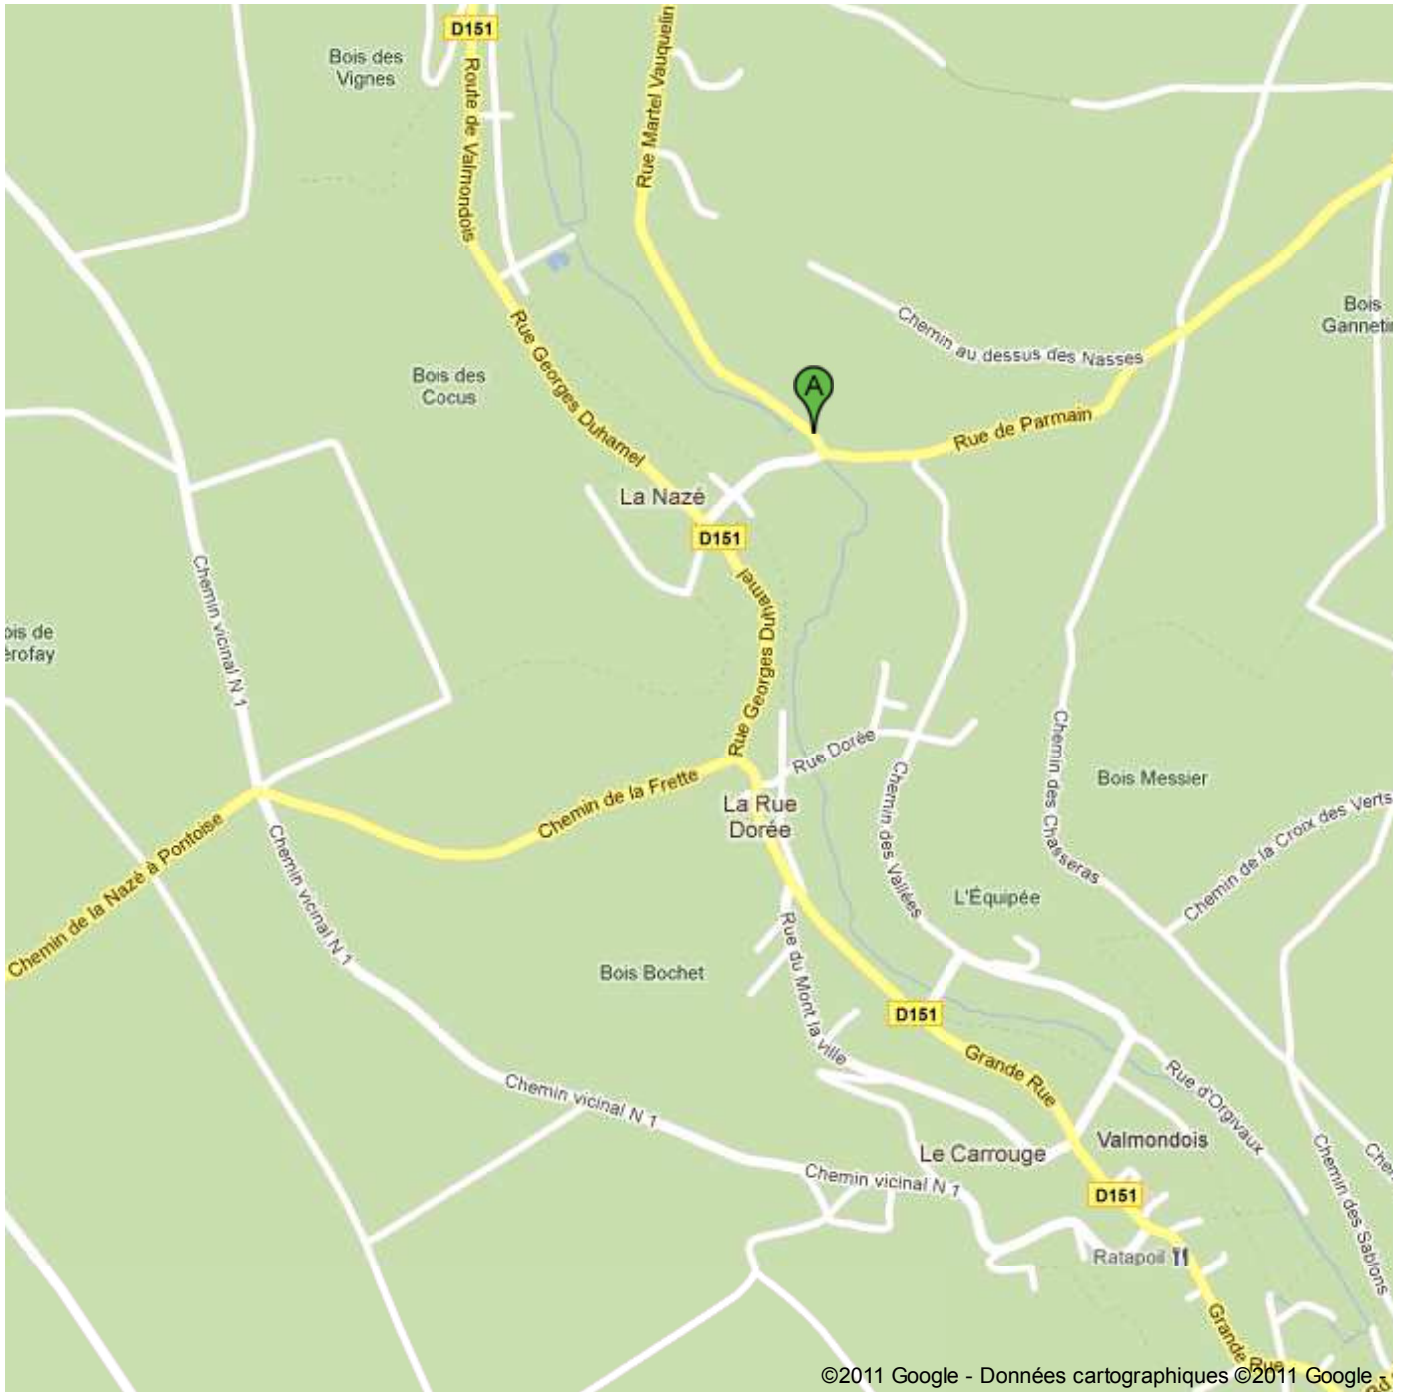 D151
Bois des
Vignes
Route de Valmondois
Rue Martel Vauquelin
Bois
Chemin au dessus des Nasses
Rue Georges Duhamel
Bois des
Cocus
A
Rue de Parmain
La Nazé
D151
Chemin vicinal N 1
Rue Georges Duhamel
Rue Georges Duhamel
Rue Dorée
Chemin des Chasseras
Bois Messier
Chemin de la Frette
La Rue
Dorée
Chemin de la Croix des Verts
Chemin de la Nazé à Pontoise
Chemin vicinal N 1
Chemin des Vallées
L'Équipée
Rue du Mont la ville
Bois Bochet
D151
Grande Rue
Rue d'Orgivaux
Chemin vicinal N 1
Valmondois
Le Carrouge
Chemin vicinal N 1
D151
Chemin des Sablons
Ratapoil
Grande Rue
©2011 Google - Données cartographiques ©2011 Google -